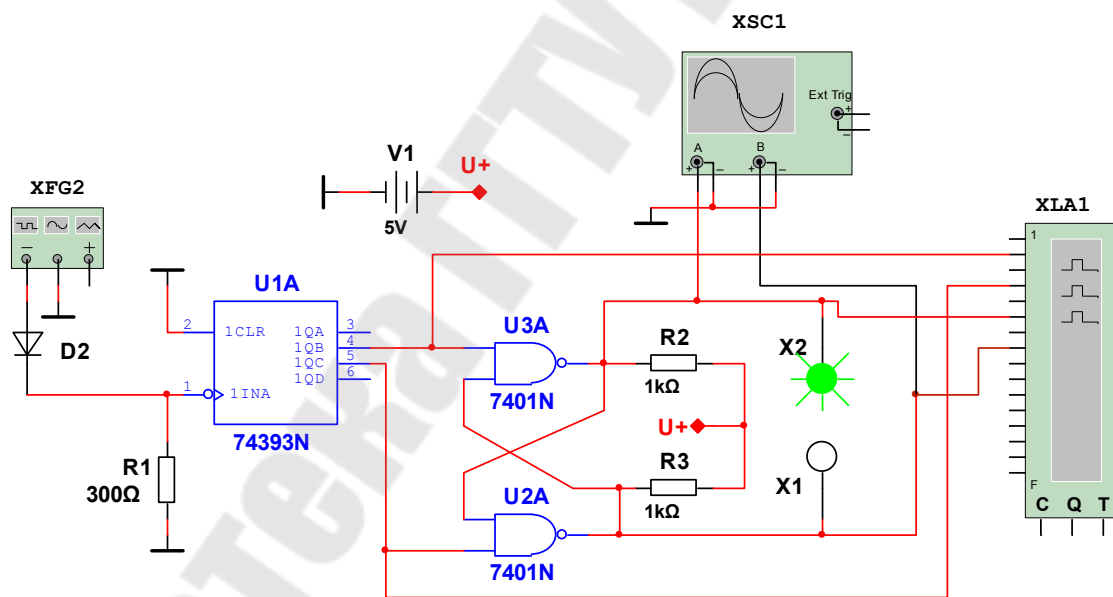 XSC1
Ext Trig
+
−
A
B
+ − + −
V1
U+
5V
XFG2
− +
XLA1
1
F
C Q T
U1A
2 1CLR 1QA 3
1QB 4
1QC 5
1 1INA 1QD 6
74393N
D2
R1
300Ω
U3A
7401N
R2
1kΩ
U+
R3
1kΩ
U2A
7401N
X2
X1